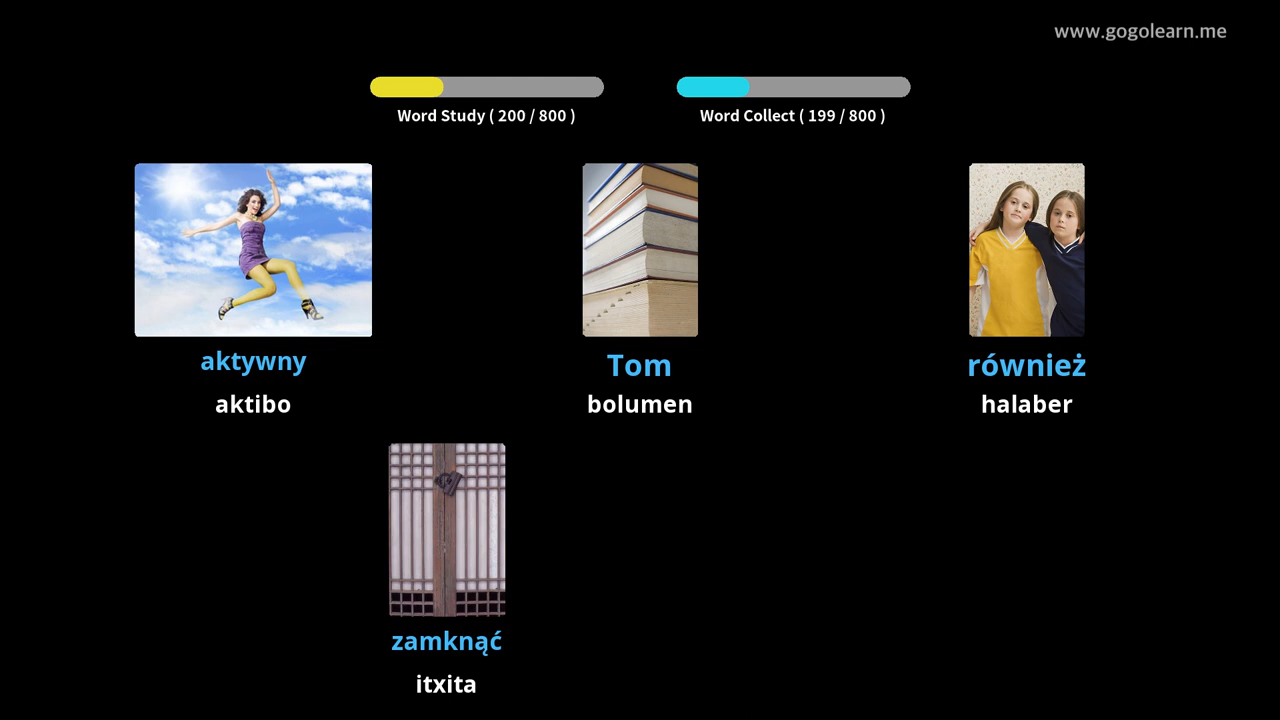 www.gogolearn.me
Word Study ( 200 / 800 )
Word Collect ( 199 / 800 )
aktywny
aktibo
Tom
bolumen
również
halaber
zamknąć
itxita